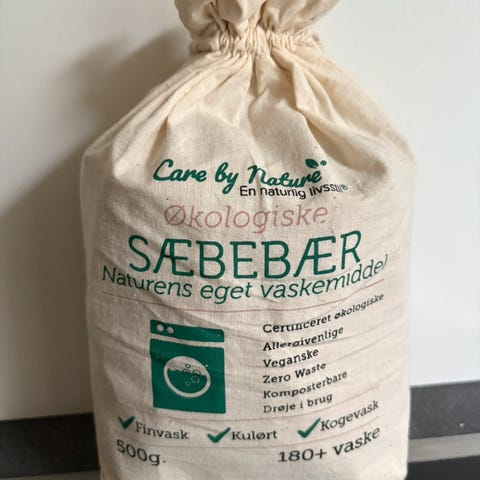 Care by Nature
En naturlig livsstil®
Økologiske
SÆBEBÆR
Naturens eget vaskemiddel
Certificeret økologiske
Allergivenlige
Veganske
Zero Waste
Komposterbare
Drøje i brug
Finvask Kulørt Kogevask
500g. 180+ vaske